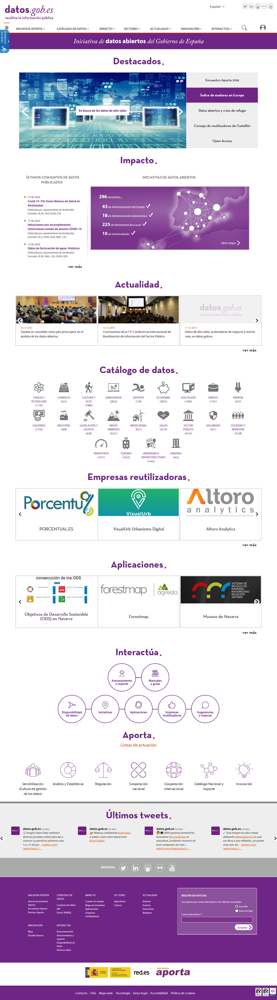 datos.gob.es
reutiliza la información pública
Español
INICIATIVA APORTA
CATÁLOGO DE DATOS
IMPACTO
SECTORES
ACTUALIDAD
INNOVACIÓN
INTERACTÚA
VERSIÓN
ACCESIBLE
Iniciativa de datos abiertos del Gobierno de España
Destacados.
En busca de los datos de alto valor
Encuentro Aporta 2019
Índice de madurez en Europa
Datos abiertos y crisis de refugia
Consejo de reutilizadores de Castellón
Open Access
Impacto.
ÚLTIMOS CONJUNTOS DE DATOS
PUBLICADOS
13-06-2020
Covid 19 -TIA Zonas Básicas de Salud en
Alcobendas
Publicado por: Ayuntamiento de Alcobendas
Formato: XLSX, SHP, JSON, CSV
13-06-2020
Infracciones por incumplimiento
restricciones estado de alarma COVID-19
Publicado por: Ayuntamiento de Alcobendas
Formato: XLS, JSON, ODS, XML, CSV
13-06-2020
Datos de facturación de agua. Histórico
Publicado por: Ayuntamiento de Alcobendas
Formato: XLSX, XML, CSV, JSON, ODS
ver más
INICIATIVAS DE DATOS ABIERTOS
296 iniciativas...
43 de Administración del Estado
18 de Administración Autonómica
225 de Administración Local
10 de Universidades
abrir mapa
Actualidad.
18-12-2019
España se consolida como país prescriptor en el
ámbito de los datos abiertos
13-12-2019
Conclusiones de la 11ª Conferencia Internacional de
Reutilización de Información del Sector Público
datos.gob.es
reutiliza la información pública
11-12-2019
Datos de alto valor, aceleradoras de negocio y mucho
más, en datos.gob.es
ver más
Catálogo de datos.
CIENCIA Y
TECNOLOGÍA
(1176)
COMERCIO
(521)
CULTURA Y
OCIO
(1980)
DEMOGRAFÍA
(2832)
DEPORTE
(318)
ECONOMÍA
(2855)
EDUCACIÓN
(1485)
EMPLEO
(1701)
ENERGÍA
(457)
HACIENDA
(1756)
INDUSTRIA
(268)
LEGISLACIÓN Y
JUSTICIA
(638)
MEDIO
AMBIENTE
(4251)
MEDIO RURAL
(817)
SALUD
(2510)
SECTOR
PÚBLICO
(5425)
SEGURIDAD
(651)
SOCIEDAD Y
BIENESTAR
(5338)
TRANSPORTE
(1017)
TURISMO
(1652)
URBANISMO E
INFRAESTRUCTURAS
(1442)
VIVIENDA
(462)
Empresas reutilizadoras.
Porcentu%
PORCENTUAL.ES
VisualUrb
VisualUrb Urbanismo Digital
Altoro
analytics
Altoro Analytics
ver más
Aplicaciones.
consecución de los ODS
Objetivos de Desarrollo Sostenible
(ODS) en Navarra
forestmap
agresta
Forestmap
SISTEMA DE
MUSEOS DE
NAVARRA
NAFARROAKO
MUSEOEN
SISTEMA
Museos de Navarra
ver más
Interactúa.
Asesoramiento
y soporte
Manuales
y guias
Disponibilidad
de datos
Iniciativas
Aplicaciones
Empresas
reutilizadoras
Sugerencias
y mejoras
Aporta.
Líneas de actuación
Sensibilización
(Cultura de gestión
de los datos)
Análisis y Estadísticas
Regulación
Cooperación
nacional
Cooperación
internacional
Catálogo Nacional y
Soporte
Innovación
Últimos tweets.
datos.gob.es (12 Jun.)
Aragón Open Data celebrará
diversas jornadas online para dar a
conocer su portal los próximos días
12 y 15 de jun… twitter.com/i
/web/status/1…
datos.gob.es (12 Jun.)
Making confidential #opendata
a reality. Learn more about here:
bit.ly/3hidioI
datos.gob.es (12 Jun.)
With growing demand for
innovative #techsolutions in
education, Scotland's smartest ed
tech companies are risin…
twitter.com/i/web/status/1…
datos.gob.es (12 Jun.)
Esta imagen ha sido creada
utilizando #datosabiertos, lo cual
nos lleva a una reflexión: ¿se puede
crear arte uti… twitter.com/i
/web/status/1…
SÍGUENOS
INICIATIVA APORTA
Acerca de iniciativa
Aporta
Encuentros Aporta
Premios Aporta
CATÁLOGO DE
DATOS
Conjunto de datos
API
Punto SPARQL
IMPACTO
Cuadro de mando
Mapa de iniciativas
Aplicaciones
Empresas
reutilizadoras
SECTORES
Agricultura
Cultura
ACTUALIDAD
Noticias
Eventos
Entrevistas
Boletines
INNOVACIÓN
Blog
Desafío Aporta
INTERACTÚA
Documentación
Asesoramiento y
soporte
Disponibilidad de
datos
Informa sobre
BOLETÍN DE NOTICIAS
Suscripción por correo electrónico a las últimas novedades.
Suscribir
Darse de baja
Correo electrónico *
aceptar
GOBIERNO
DE ESPAÑA
red.es
Iniciativa
aporta
Contacto | FAQ
Mapa web
Tecnología | Aviso legal | Accesibilidad
Política de cookies